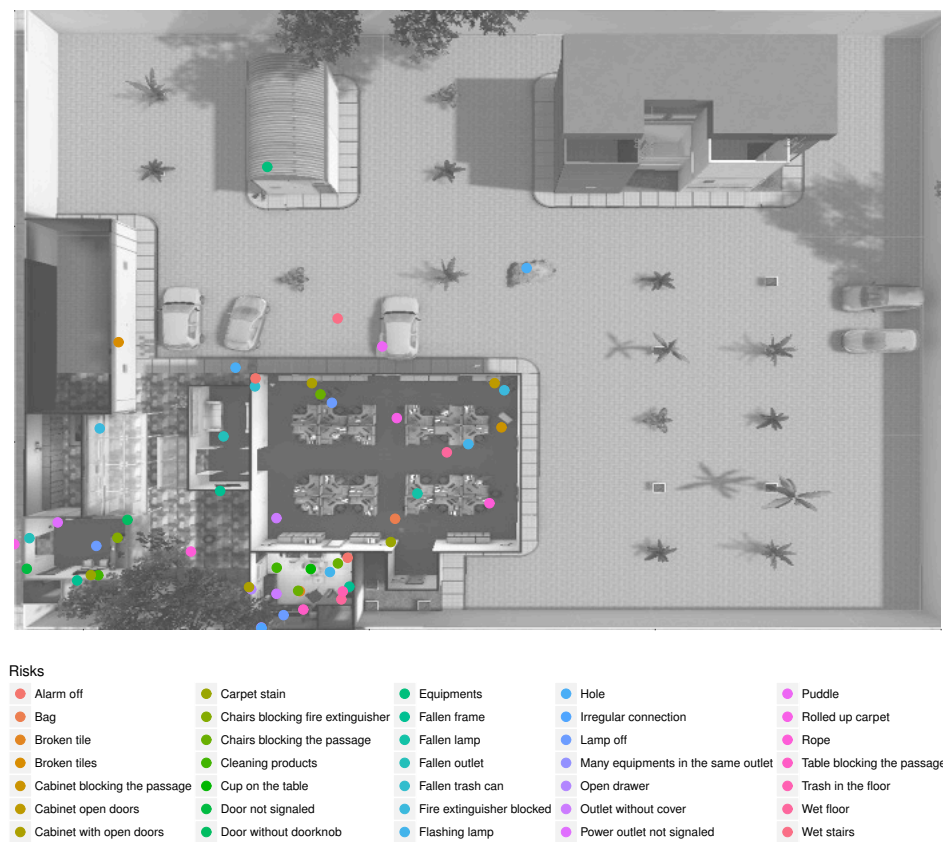 Risks
Alarm off
Bag
Broken tile
Broken tiles
Cabinet blocking the passage
Cabinet open doors
Cabinet with open doors
Carpet stain
Chairs blocking fire extinguisher
Chairs blocking the passage
Cleaning products
Cup on the table
Door not signaled
Door without doorknob
Equipments
Fallen frame
Fallen lamp
Fallen outlet
Fallen trash can
Fire extinguisher blocked
Flashing lamp
Hole
Irregular connection
Lamp off
Many equipments in the same outlet
Open drawer
Outlet without cover
Power outlet not signaled
Puddle
Rolled up carpet
Rope
Table blocking the passage
Trash in the floor
Wet floor
Wet stairs